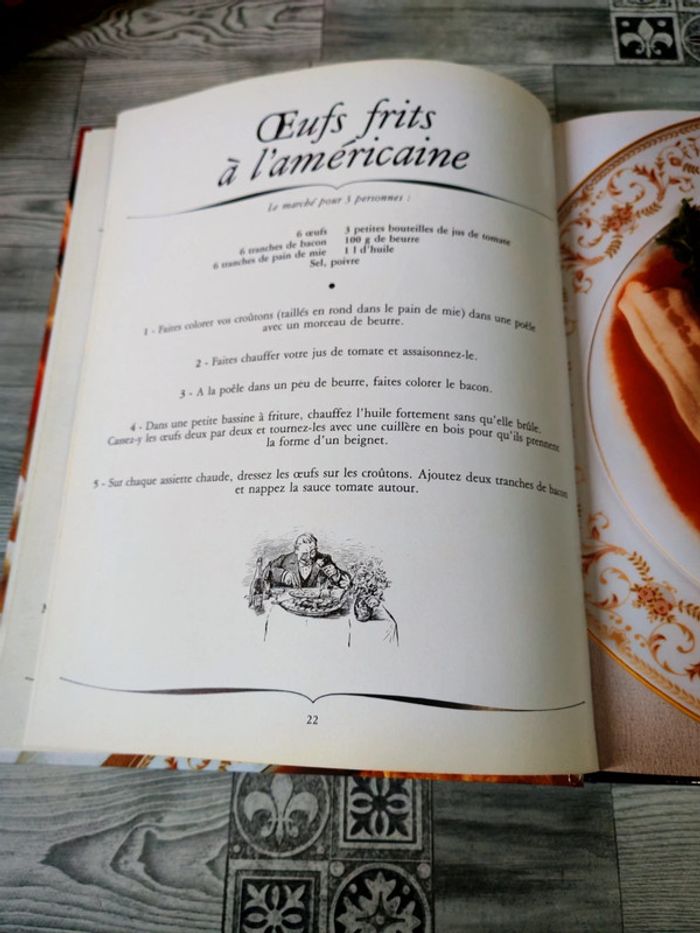 Œufs frits
à l'américaine
Le marché pour 3 personnes :
6 œufs
6 tranches de bacon
6 tranches de pain de mie
3 petites bouteilles de jus de tomate
100 g de beurre
1 l d'huile
Sel, poivre
1 - Faites colorer vos croûtons (taillés en rond dans le pain de mie) dans une poêle
avec un morceau de beurre.
2 - Faites chauffer votre jus de tomate et assaisonnez-le.
3 - A la poêle dans un peu de beurre, faites colorer le bacon.
4 - Dans une petite bassine à friture, chauffez l'huile fortement sans qu'elle brûle.
Cassez-y les œufs deux par deux et tournez-les avec une cuillère en bois pour qu'ils prennent
la forme d'un beignet.
5 - Sur chaque assiette chaude, dressez les œufs sur les croûtons. Ajoutez deux tranches de bacon
et nappez la sauce tomate autour.
22